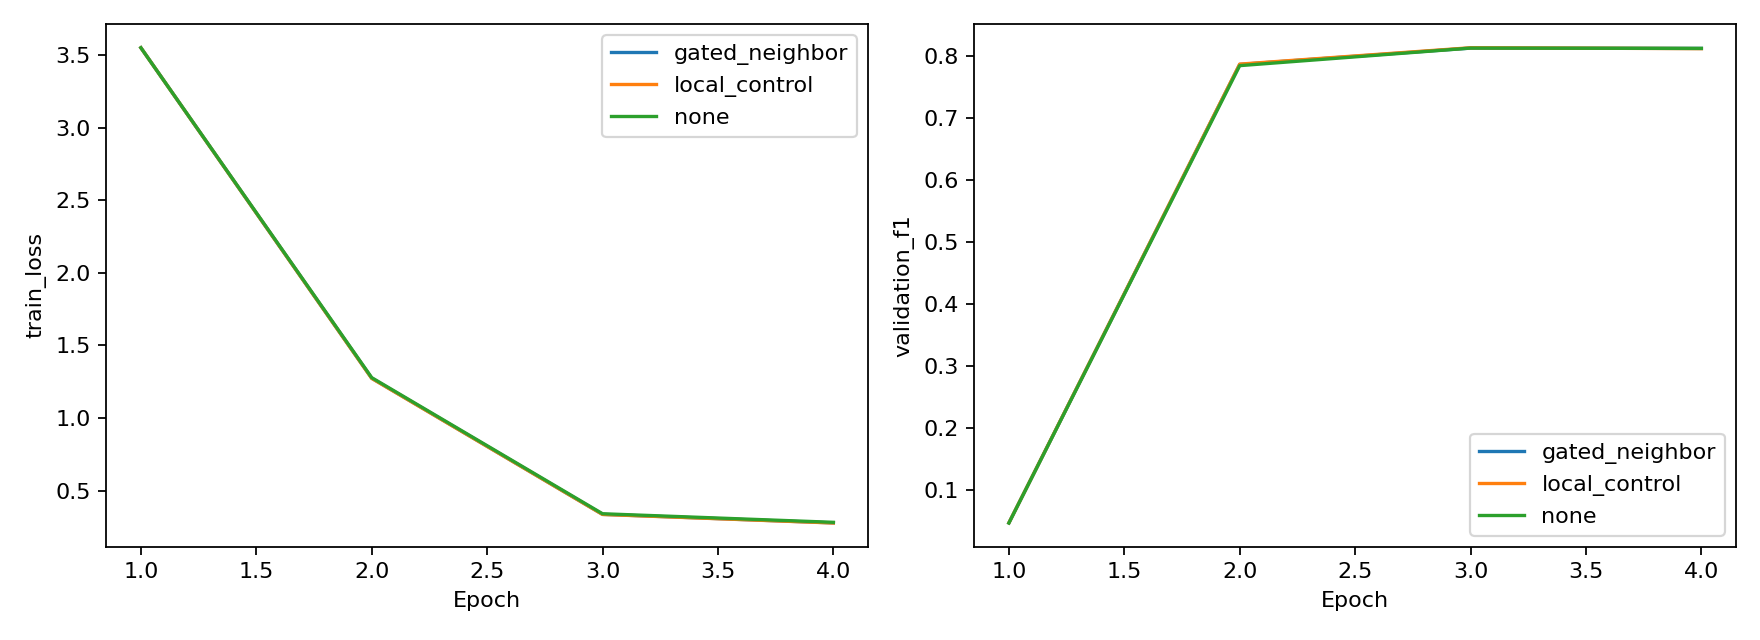 train_loss
3.5
3.0
2.5
2.0
1.5
1.0
0.5
gated_neighbor
local_control
none
1.0 1.5 2.0 2.5 3.0 3.5 4.0
Epoch
validation_f1
0.8
0.7
0.6
0.5
0.4
0.3
0.2
0.1
gated_neighbor
local_control
none
1.0 1.5 2.0 2.5 3.0 3.5 4.0
Epoch